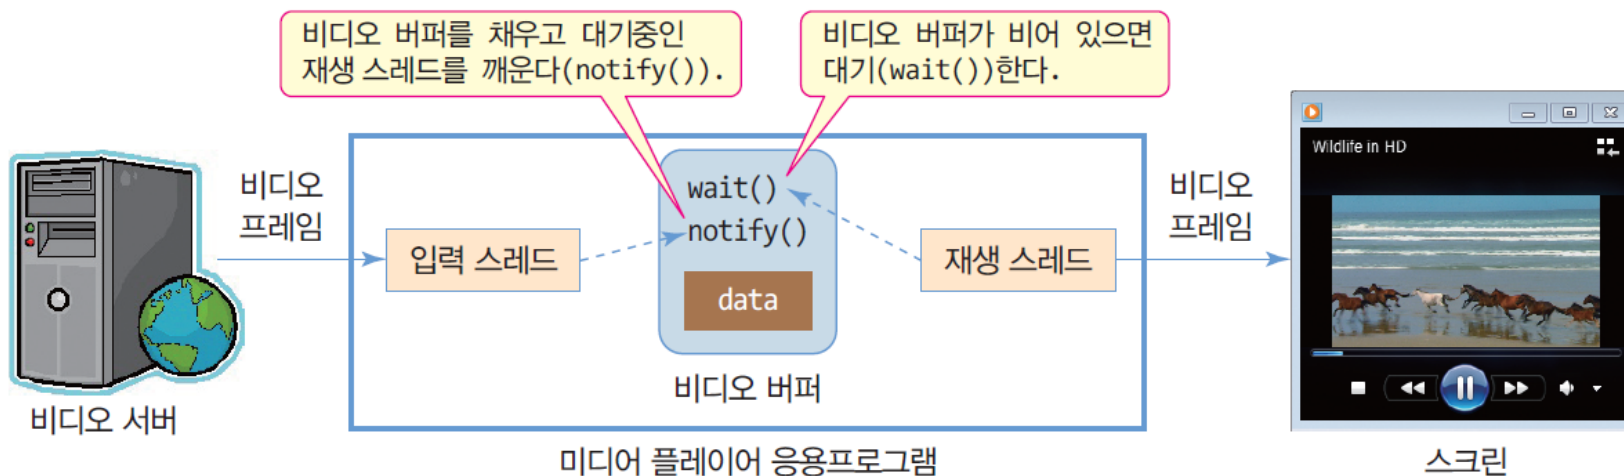 비디오 버퍼를 채우고 대기중인
재생 스레드를 깨운다(notify()).
비디오 버퍼가 비어 있으면
대기(wait())한다.
비디오
프레임
입력 스레드
wait()
notify()
data
비디오 버퍼
재생 스레드
비디오
프레임
Wildlife in HD
비디오 서버
미디어 플레이어 응용프로그램
스크린